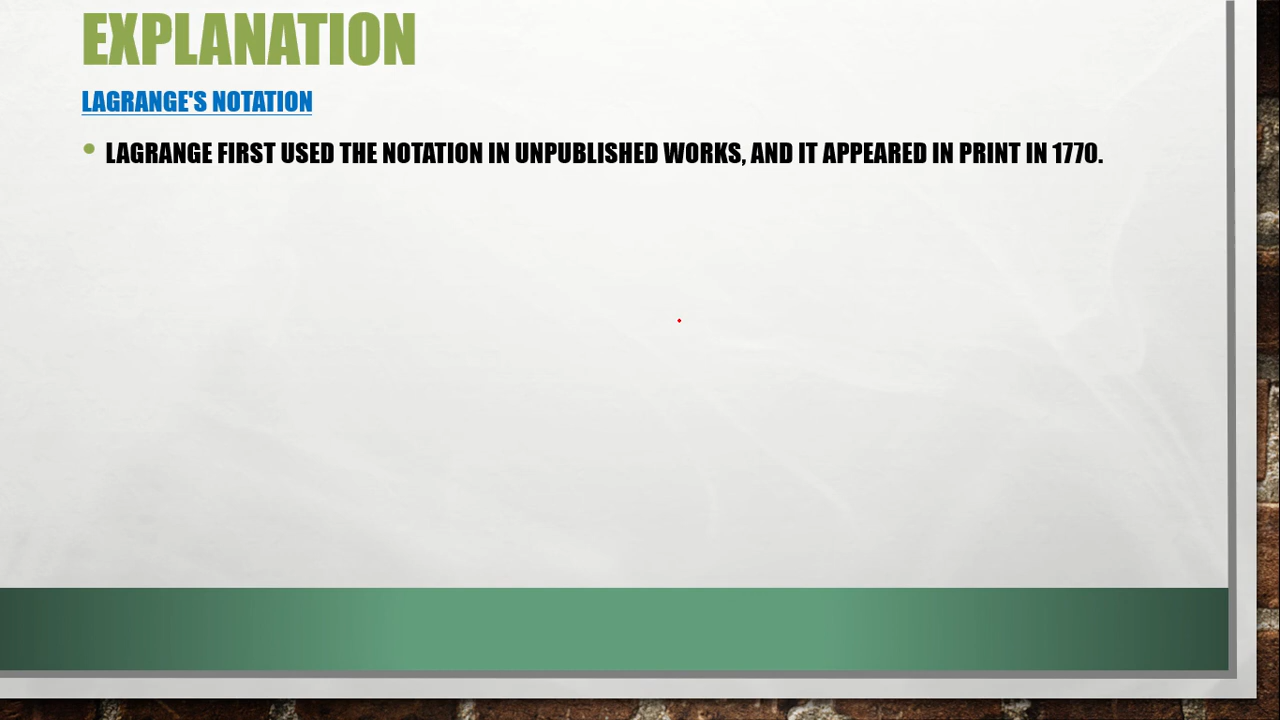 EXPLANATION
LAGRANGE'S NOTATION
• LAGRANGE FIRST USED THE NOTATION IN UNPUBLISHED WORKS, AND IT APPEARED IN PRINT IN 1770.